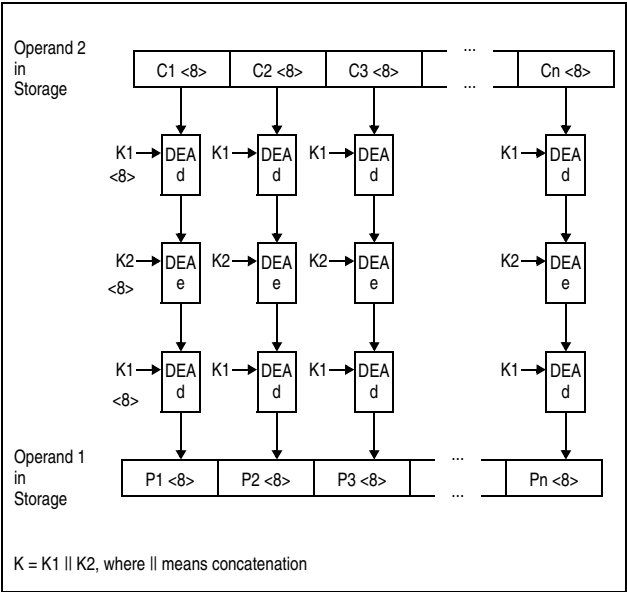 Operand 2
in
Storage
C1 <8> C2 <8> C3 <8> ... ... Cn <8>
K1 <8> DEA d K1 DEA d K1 DEA d K1 DEA d
K2 <8> DEA e K2 DEA e K2 DEA e K2 DEA e
K1 <8> DEA d K1 DEA d K1 DEA d K1 DEA d
Operand 1
in
Storage
P1 <8> P2 <8> P3 <8> ... ... Pn <8>
K = K1 || K2, where || means concatenation